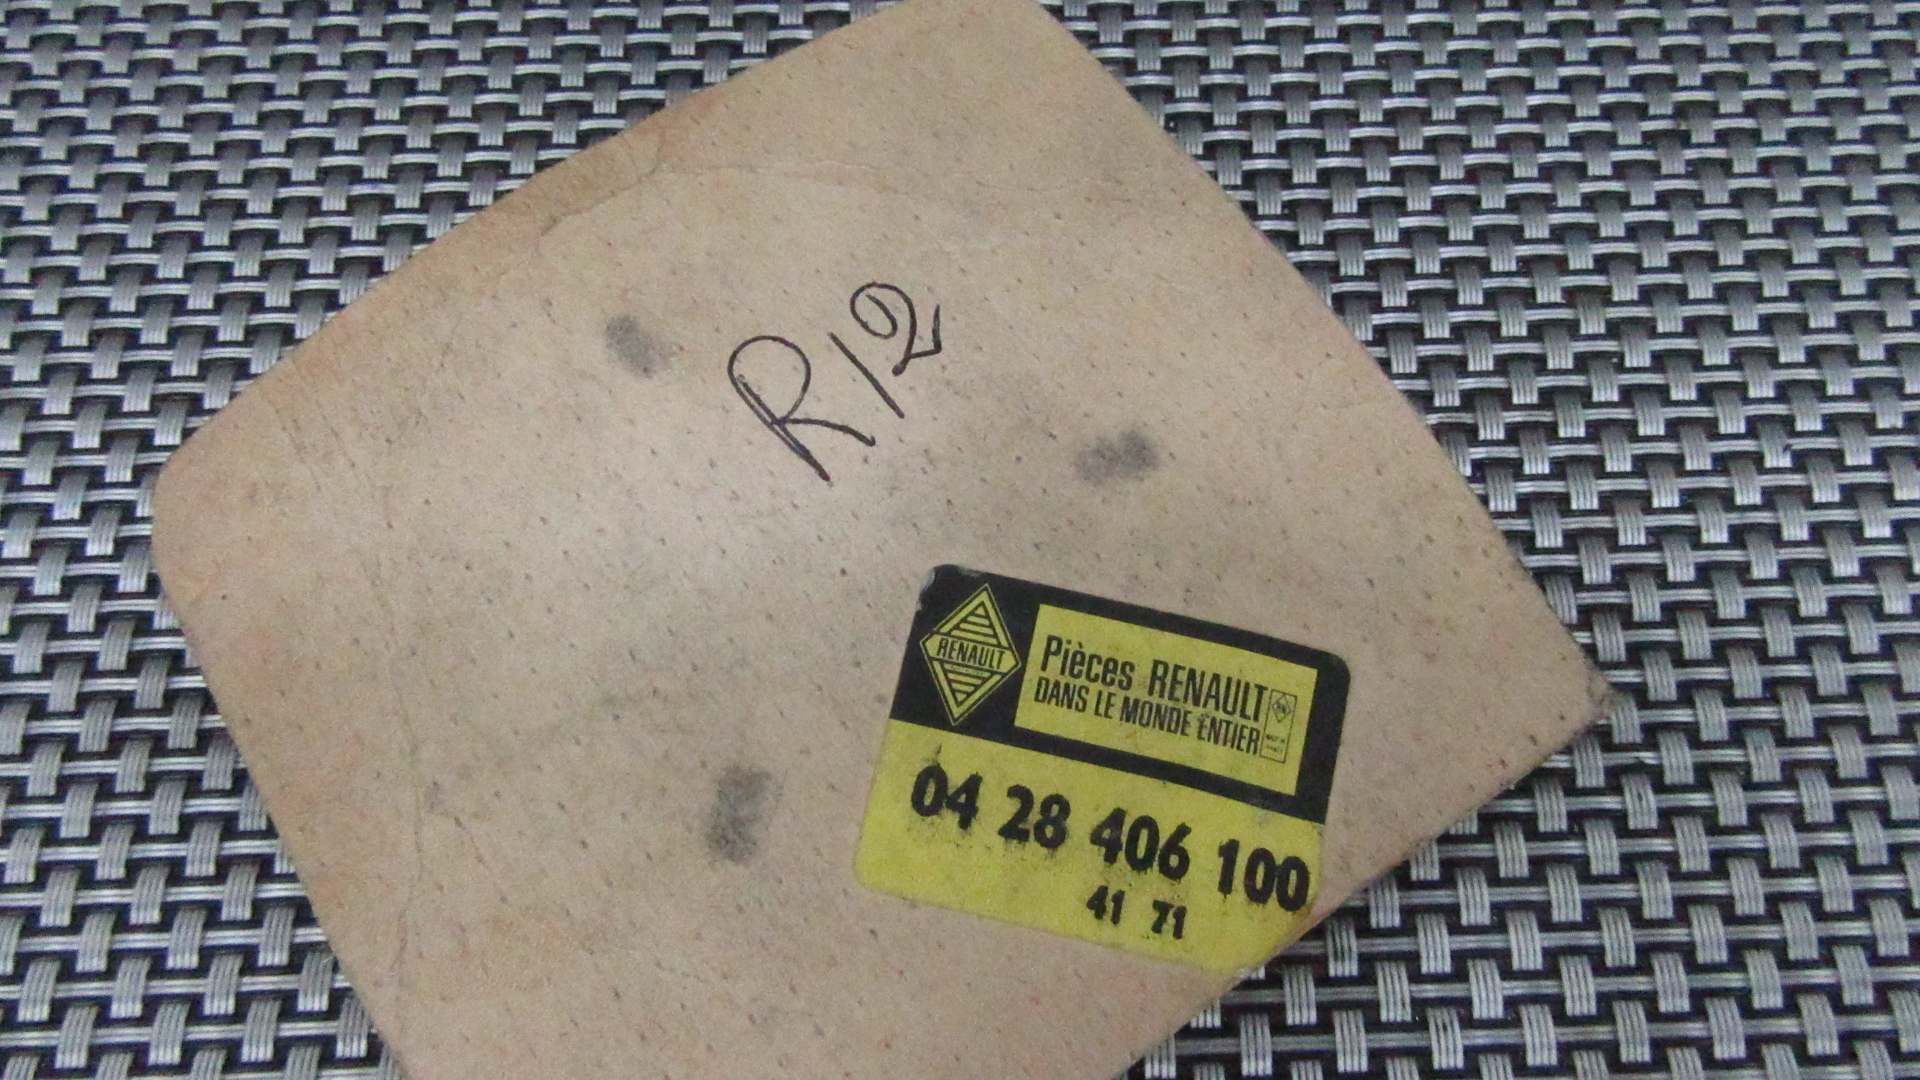 R12
RENAULT
Pièces RENAULT
DANS LE MONDE ENTIER
04 28 406 100
41 71